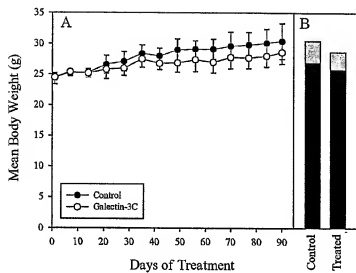 A
B
Mean Body Weight (g)
35
30
25
20
15
10
5
0
Control
Galectin-3C
0 10 20 30 40 50 60 70 80 90
Days of Treatment
Control
Treated